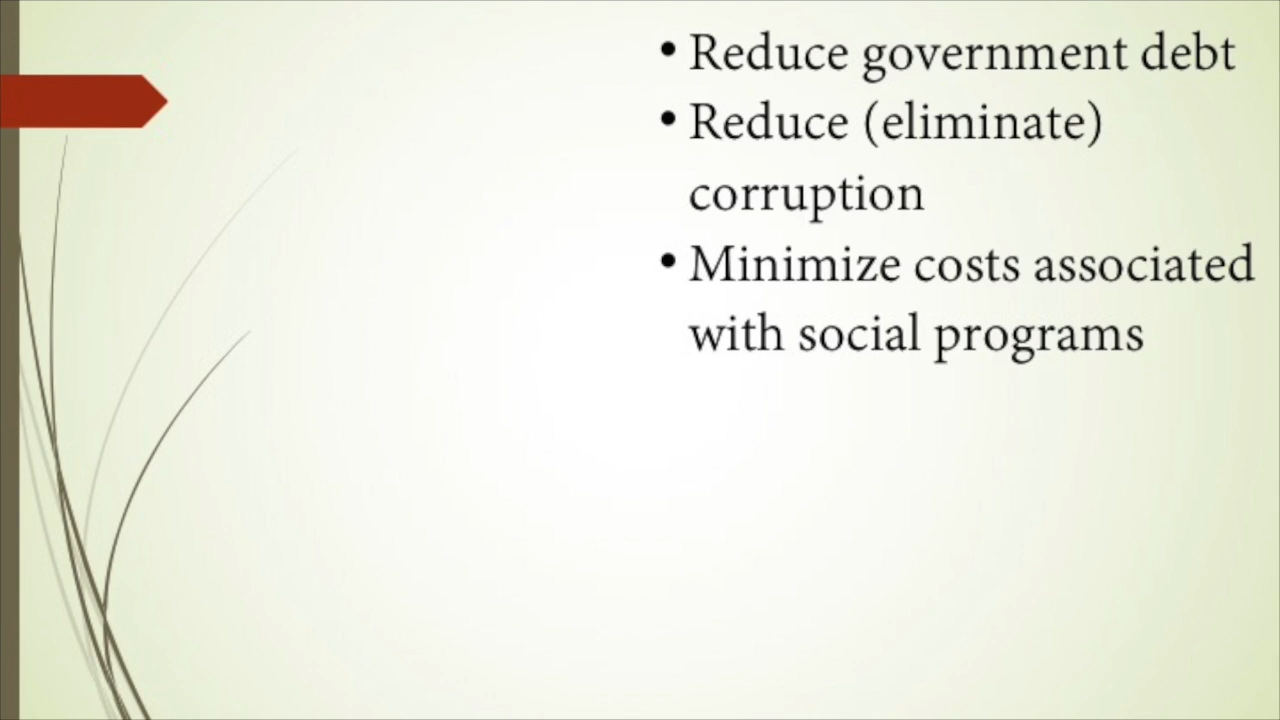 • Reduce government debt
• Reduce (eliminate)
corruption
• Minimize costs associated
with social programs